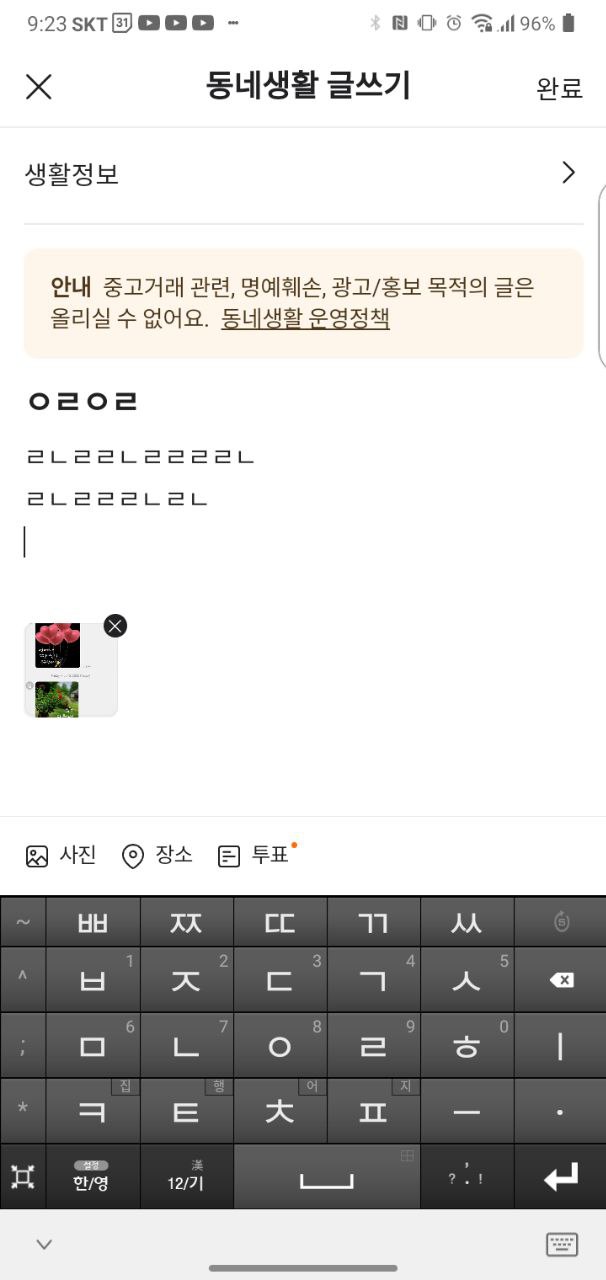 9:23 SKT 31 96%
동네생활 글쓰기 완료
생활정보
안내 중고거래 관련, 명예훼손, 광고/홍보 목적의 글은
올리실 수 없어요. 동네생활 운영정책
ㅇㄹㅇㄹ
ㄹㄴㄹㄹㄴㄹㄹㄹㄹㄴ
ㄹㄴㄹㄹㄹㄴㄹㄴ
사진 장소 투표
~ ㅃ ㅉ ㄸ ㄲ ㅆ 5
^ ㅂ 1 ㅈ 2 ㄷ 3 ㄱ 4 ㅅ 5
; ㅁ 6 ㄴ 7 ㅇ 8 ㄹ 9 ㅎ 0 ㅣ
* ㅋ 집 ㅌ 행 ㅊ 어 ㅍ 지 ㅡ ·
설정 한/영 漢 12/기 ? . ! '